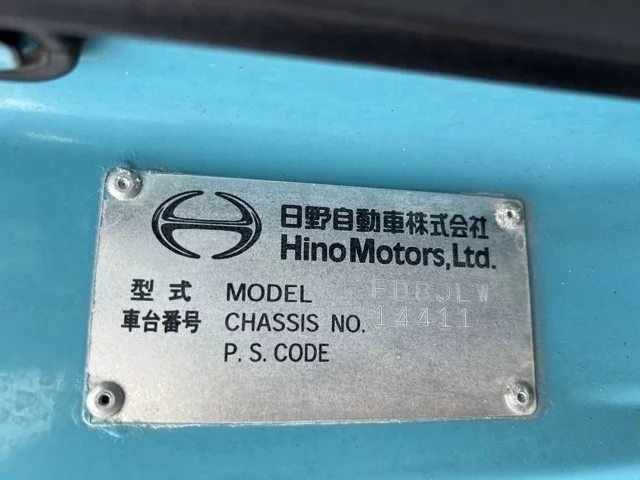 日野自動車株式会社
Hino Motors, Ltd.
型式 MODEL FD8JLW
車台番号 CHASSIS NO. 14411
P. S. CODE